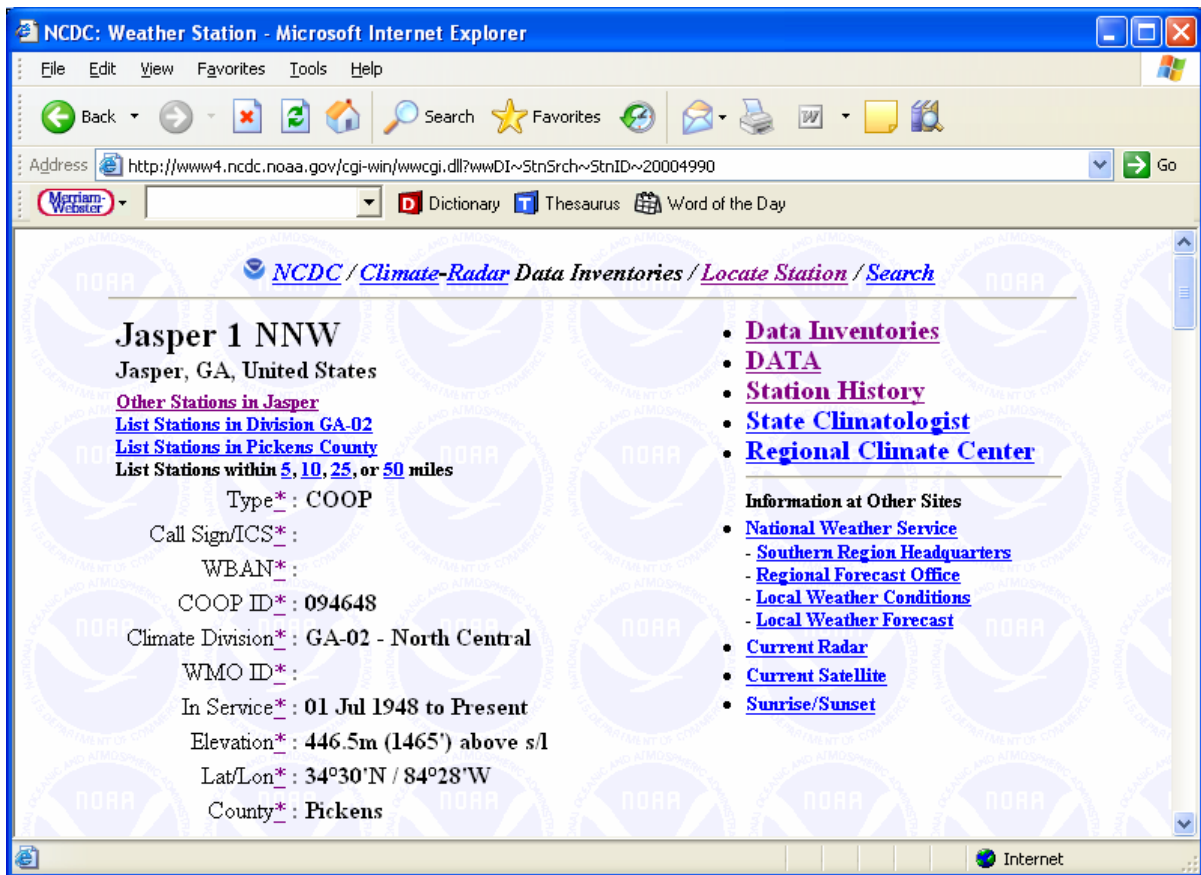 NCDC: Weather Station - Microsoft Internet Explorer
File Edit View Favorites Tools Help
Back Search Favorites
Address http://www4.ncdc.noaa.gov/cgi-win/wwcgi.dll?wwDI~StnSrch~StnID~20004990 Go
Merriam-Webster Dictionary Thesaurus Word of the Day
NCDC / Climate-Radar Data Inventories / Locate Station / Search
Jasper 1 NNW
Jasper, GA, United States
Other Stations in Jasper
List Stations in Division GA-02
List Stations in Pickens County
List Stations within 5, 10, 25, or 50 miles
Type* : COOP
Call Sign/ICS* :
WBAN* :
COOP ID* : 094648
Climate Division* : GA-02 - North Central
WMO ID* :
In Service* : 01 Jul 1948 to Present
Elevation* : 446.5m (1465') above s/l
Lat/Lon* : 34°30'N / 84°28'W
County* : Pickens
Data Inventories
DATA
Station History
State Climatologist
Regional Climate Center
Information at Other Sites
National Weather Service
- Southern Region Headquarters
- Regional Forecast Office
- Local Weather Conditions
- Local Weather Forecast
Current Radar
Current Satellite
Sunrise/Sunset
Internet